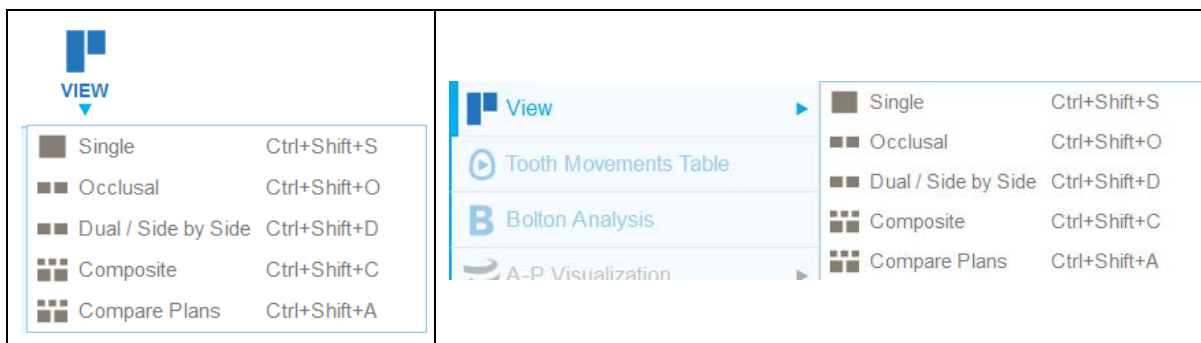 VIEW
Single Ctrl+Shift+S
Occlusal Ctrl+Shift+O
Dual / Side by Side Ctrl+Shift+D
Composite Ctrl+Shift+C
Compare Plans Ctrl+Shift+A
View
Tooth Movements Table
B Bolton Analysis
A-P Visualization
Single Ctrl+Shift+S
Occlusal Ctrl+Shift+O
Dual / Side by Side Ctrl+Shift+D
Composite Ctrl+Shift+C
Compare Plans Ctrl+Shift+A